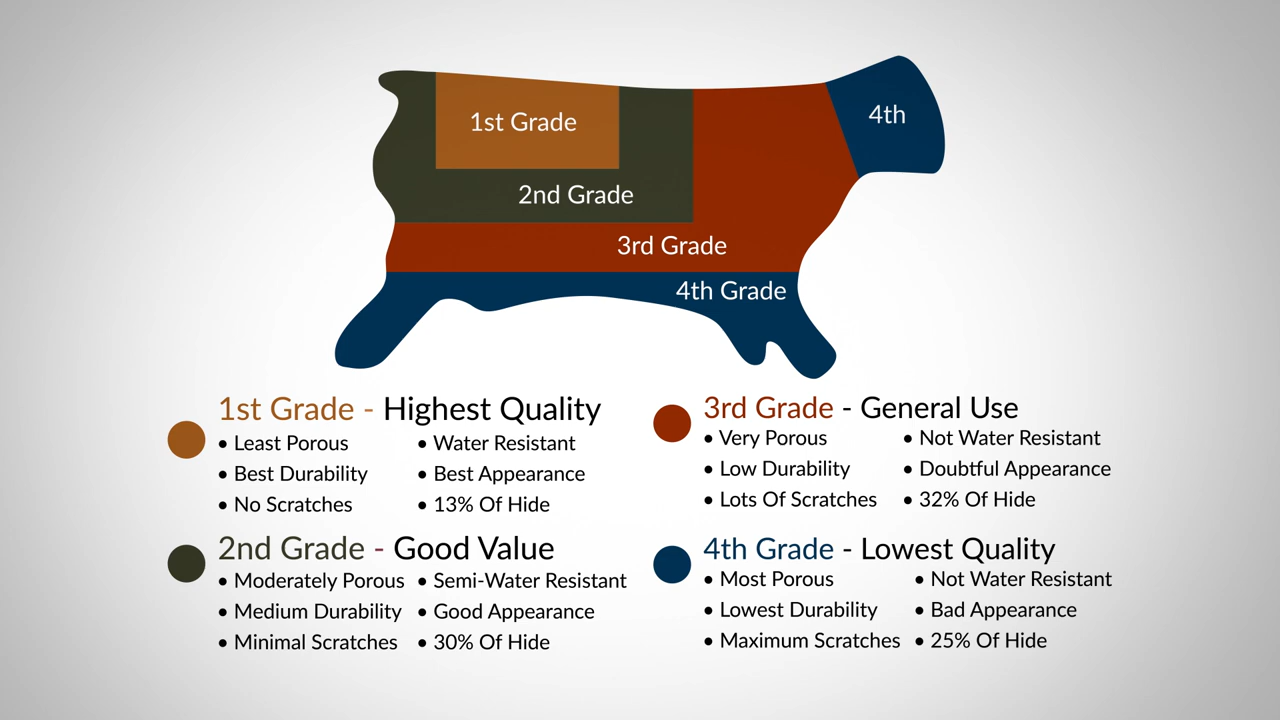 4th
1st Grade
2nd Grade
3rd Grade
4th Grade
1st Grade - Highest Quality
• Least Porous
• Water Resistant
• Best Durability
• Best Appearance
• No Scratches
• 13% Of Hide
3rd Grade - General Use
• Very Porous
• Not Water Resistant
• Low Durability
• Doubtful Appearance
• Lots Of Scratches
• 32% Of Hide
2nd Grade - Good Value
• Moderately Porous
• Semi-Water Resistant
• Medium Durability
• Good Appearance
• Minimal Scratches
• 30% Of Hide
4th Grade - Lowest Quality
• Most Porous
• Not Water Resistant
• Lowest Durability
• Bad Appearance
• Maximum Scratches
• 25% Of Hide